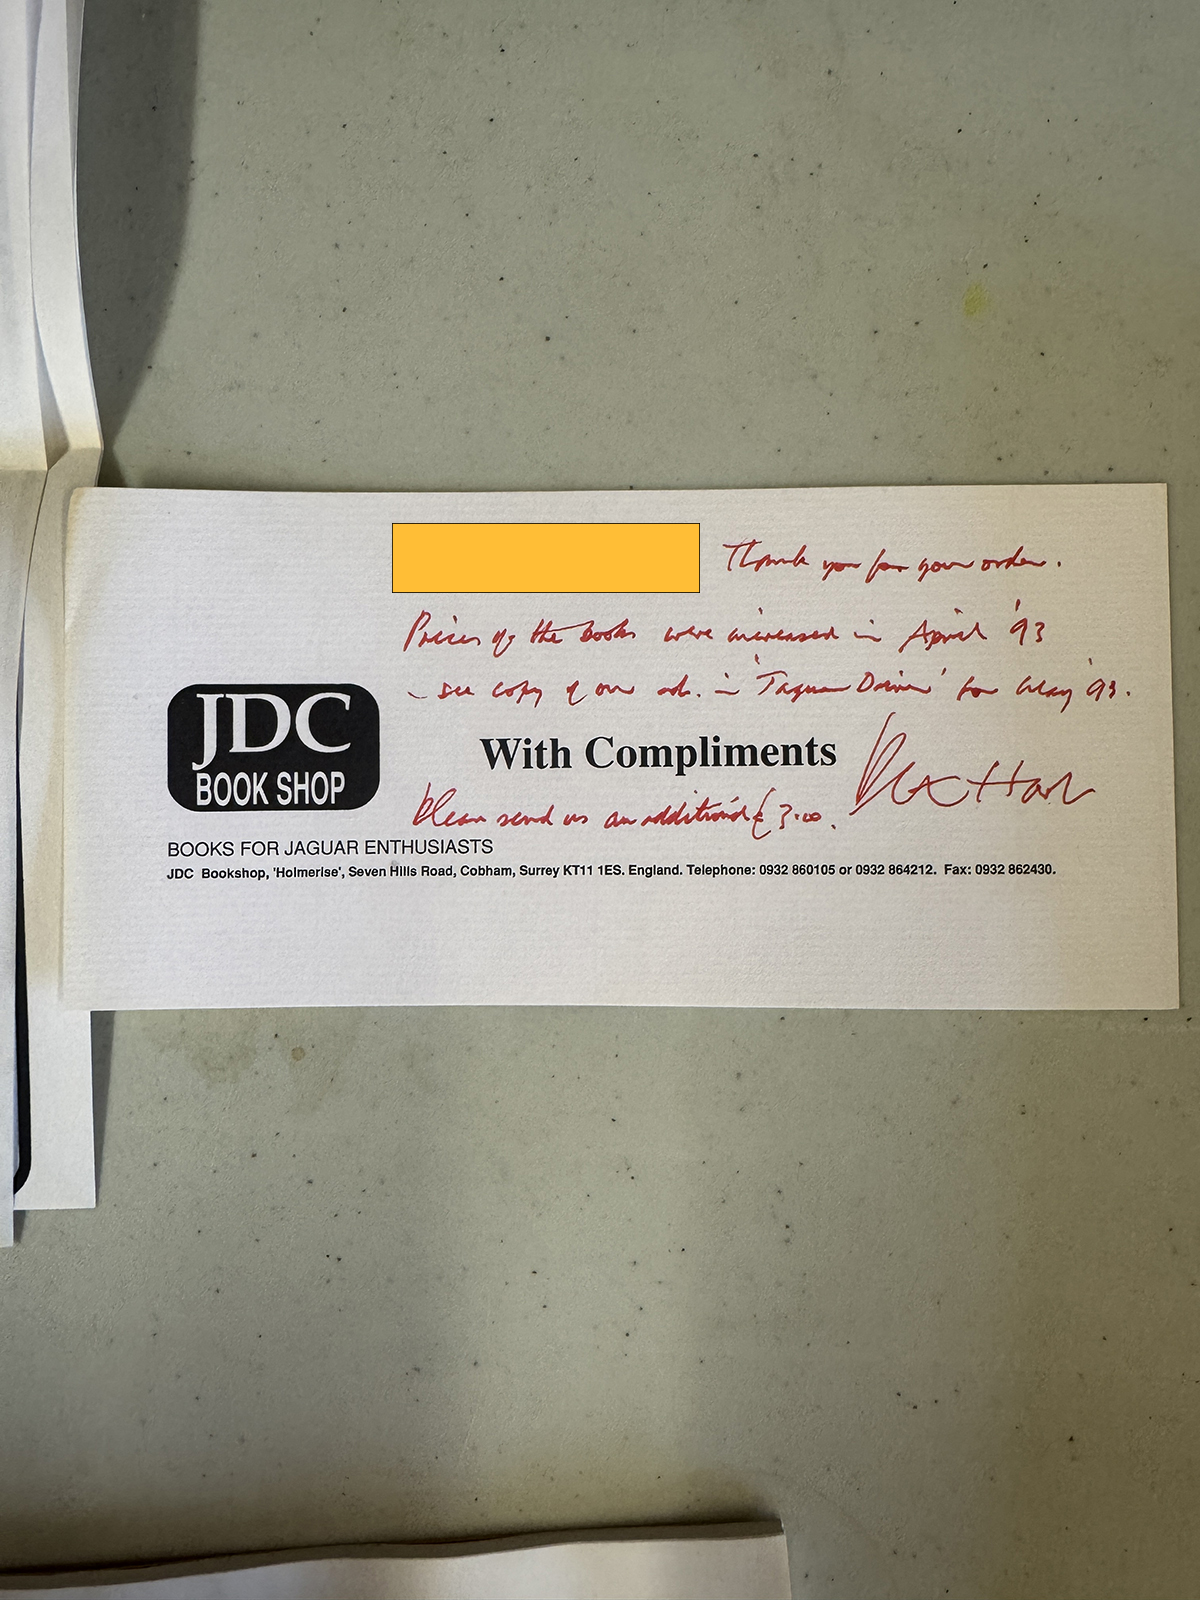 Thank you for your order.
Prices of the books were increased in April '93
- see copy of our ad. in 'Jaguar Driver' for May '93.
JDC
BOOK SHOP
With Compliments
Please send us an additional £3.00.
BOOKS FOR JAGUAR ENTHUSIASTS
JDC Bookshop, 'Holmerise', Seven Hills Road, Cobham, Surrey KT11 1ES. England. Telephone: 0932 860105 or 0932 864212. Fax: 0932 862430.